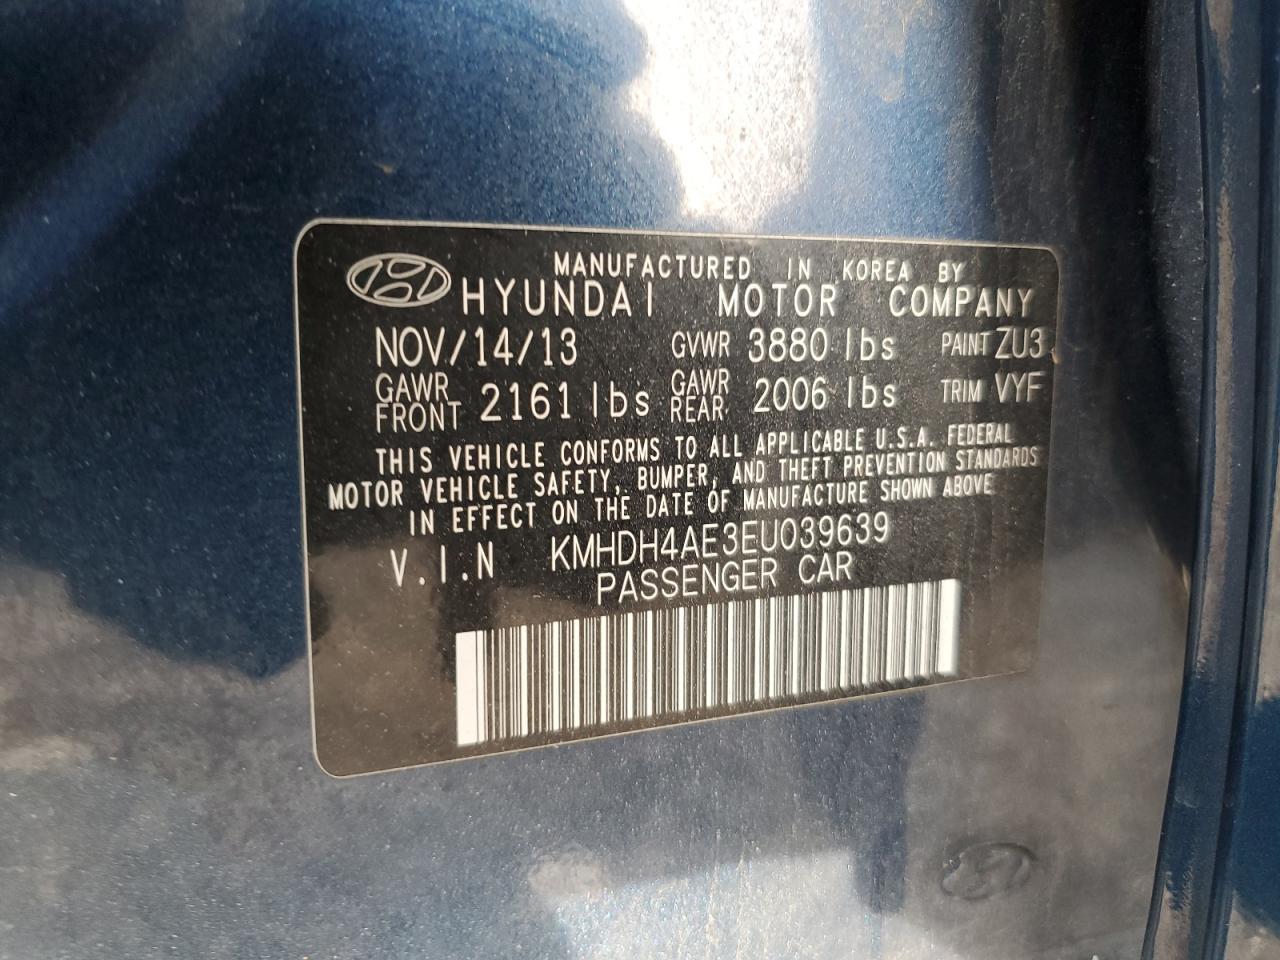 MANUFACTURED IN KOREA BY
HYUNDAI MOTOR COMPANY
NOV/14/13 GVWR 3880 lbs PAINT ZU3
GAWR FRONT 2161 lbs GAWR REAR 2006 lbs TRIM VYF
THIS VEHICLE CONFORMS TO ALL APPLICABLE U.S.A. FEDERAL
MOTOR VEHICLE SAFETY, BUMPER, AND THEFT PREVENTION STANDARDS
IN EFFECT ON THE DATE OF MANUFACTURE SHOWN ABOVE
V.I.N KMHDH4AE3EU039639
PASSENGER CAR